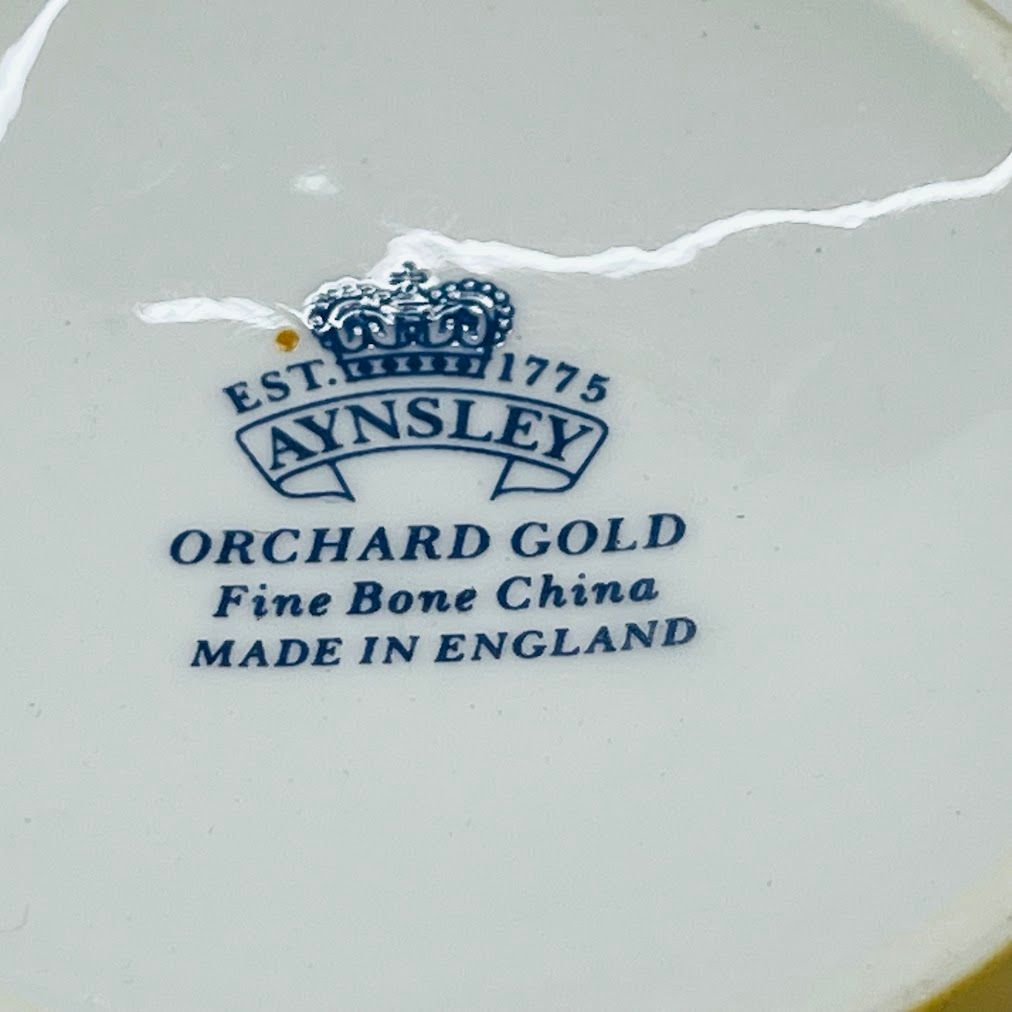 EST. 1775
AYNSLEY
ORCHARD GOLD
Fine Bone China
MADE IN ENGLAND